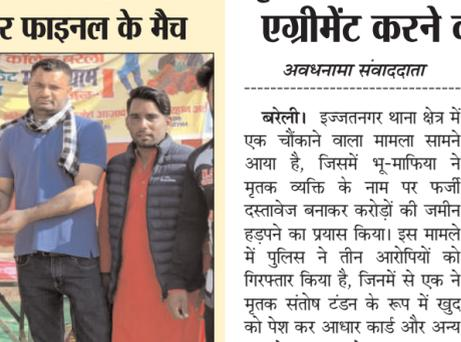 र फाइनल के मैच
कालेज बरेली
एग्रीमेंट करने
अवधनामा संवाददाता
बरेली। इज्जतनगर थाना क्षेत्र में
एक चौंकाने वाला मामला सामने
आया है, जिसमें भू-माफिया ने
मृतक व्यक्ति के नाम पर फर्जी
दस्तावेज बनाकर करोड़ों की जमीन
हड़पने का प्रयास किया। इस मामले
में पुलिस ने तीन आरोपियों को
गिरफ्तार किया है, जिनमें से एक ने
मृतक संतोष टंडन के रूप में खुद
को पेश कर आधार कार्ड और अन्य